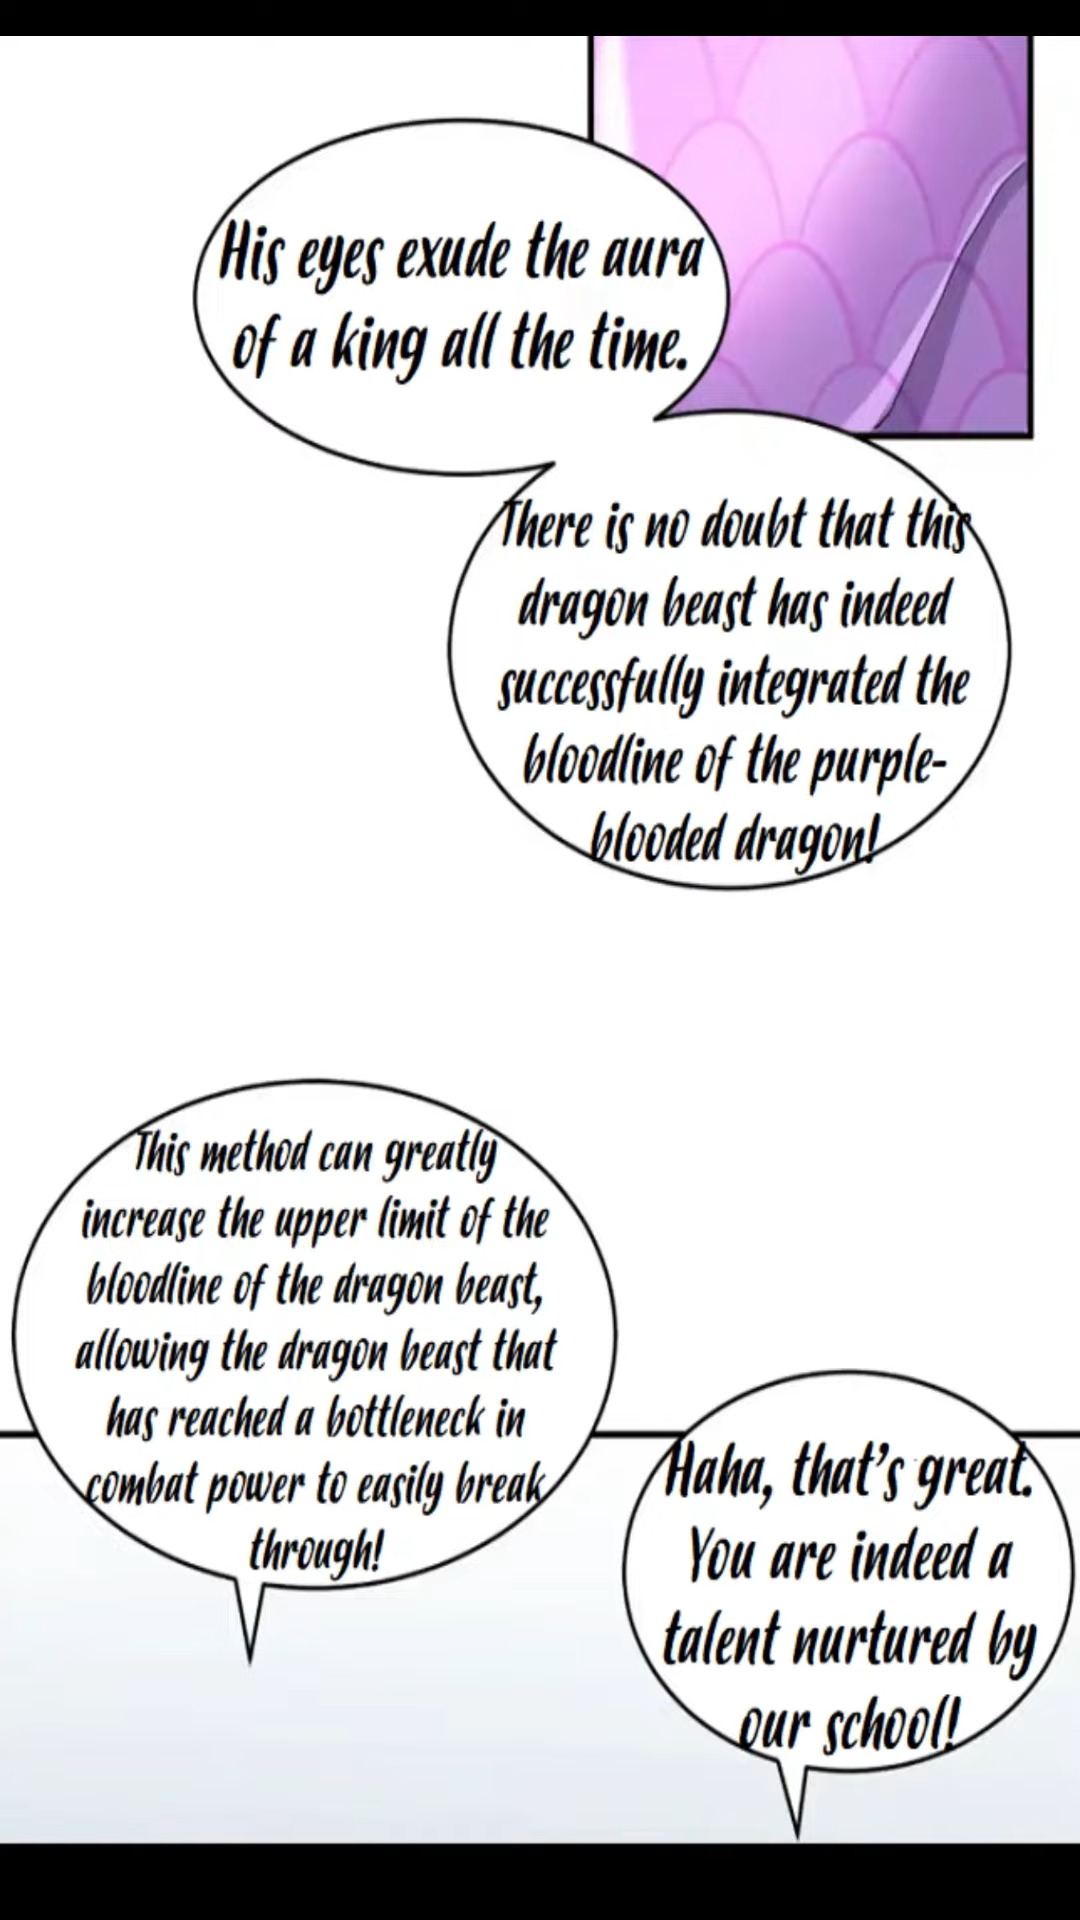 His eyes exude the aura
of a king all the time.
There is no doubt that this
dragon beast has indeed
successfully integrated the
bloodline of the purple-
blooded dragon!
This method can greatly
increase the upper limit of the
bloodline of the dragon beast,
allowing the dragon beast that
has reached a bottleneck in
combat power to easily break
through!
Haha, that's great.
You are indeed a
talent nurtured by
our school!